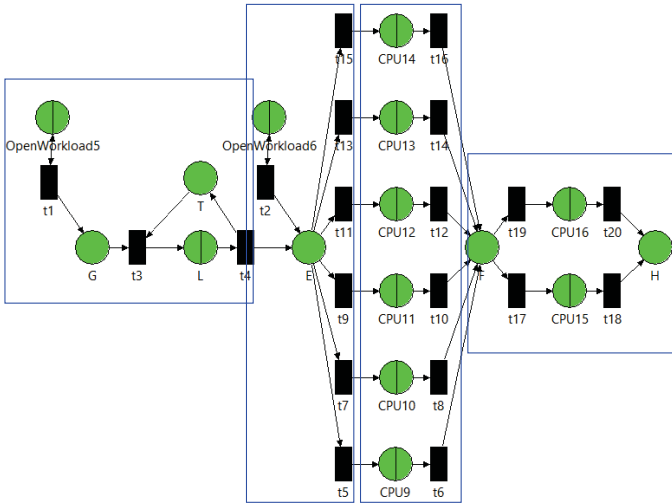 t15 CPU14 t16
OpenWorkload5 OpenWorkload6 t13 CPU13 t14
t1 T t2 t11 CPU12 t12 t19 CPU16 t20
G t3 L t4 E F H
t9 CPU11 t10 t17 CPU15 t18
t7 CPU10 t8
t5 CPU9 t6